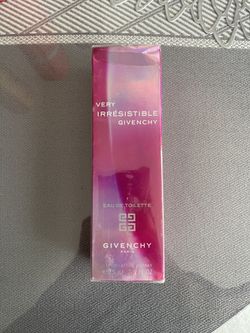 VERY
IRRÉSISTIBLE
GIVENCHY
EAU DE TOILETTE
GIVENCHY
PARIS